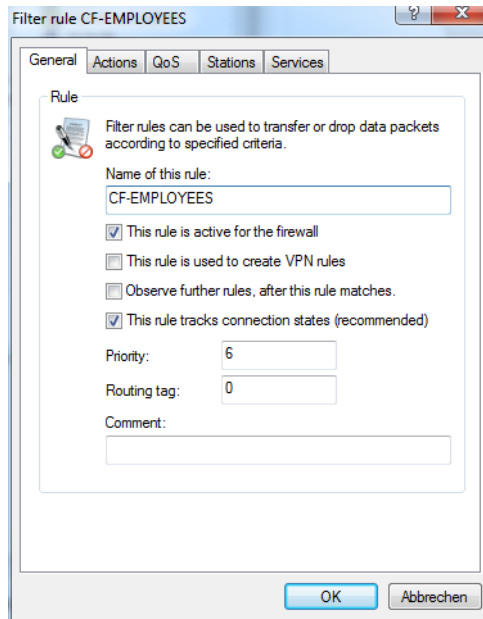 Filter rule CF-EMPLOYEES
?
General Actions QoS Stations Services
Rule
Filter rules can be used to transfer or drop data packets
according to specified criteria.
Name of this rule:
CF-EMPLOYEES
This rule is active for the firewall
This rule is used to create VPN rules
Observe further rules, after this rule matches.
This rule tracks connection states (recommended)
Priority: 6
Routing tag: 0
Comment:
OK Abbrechen